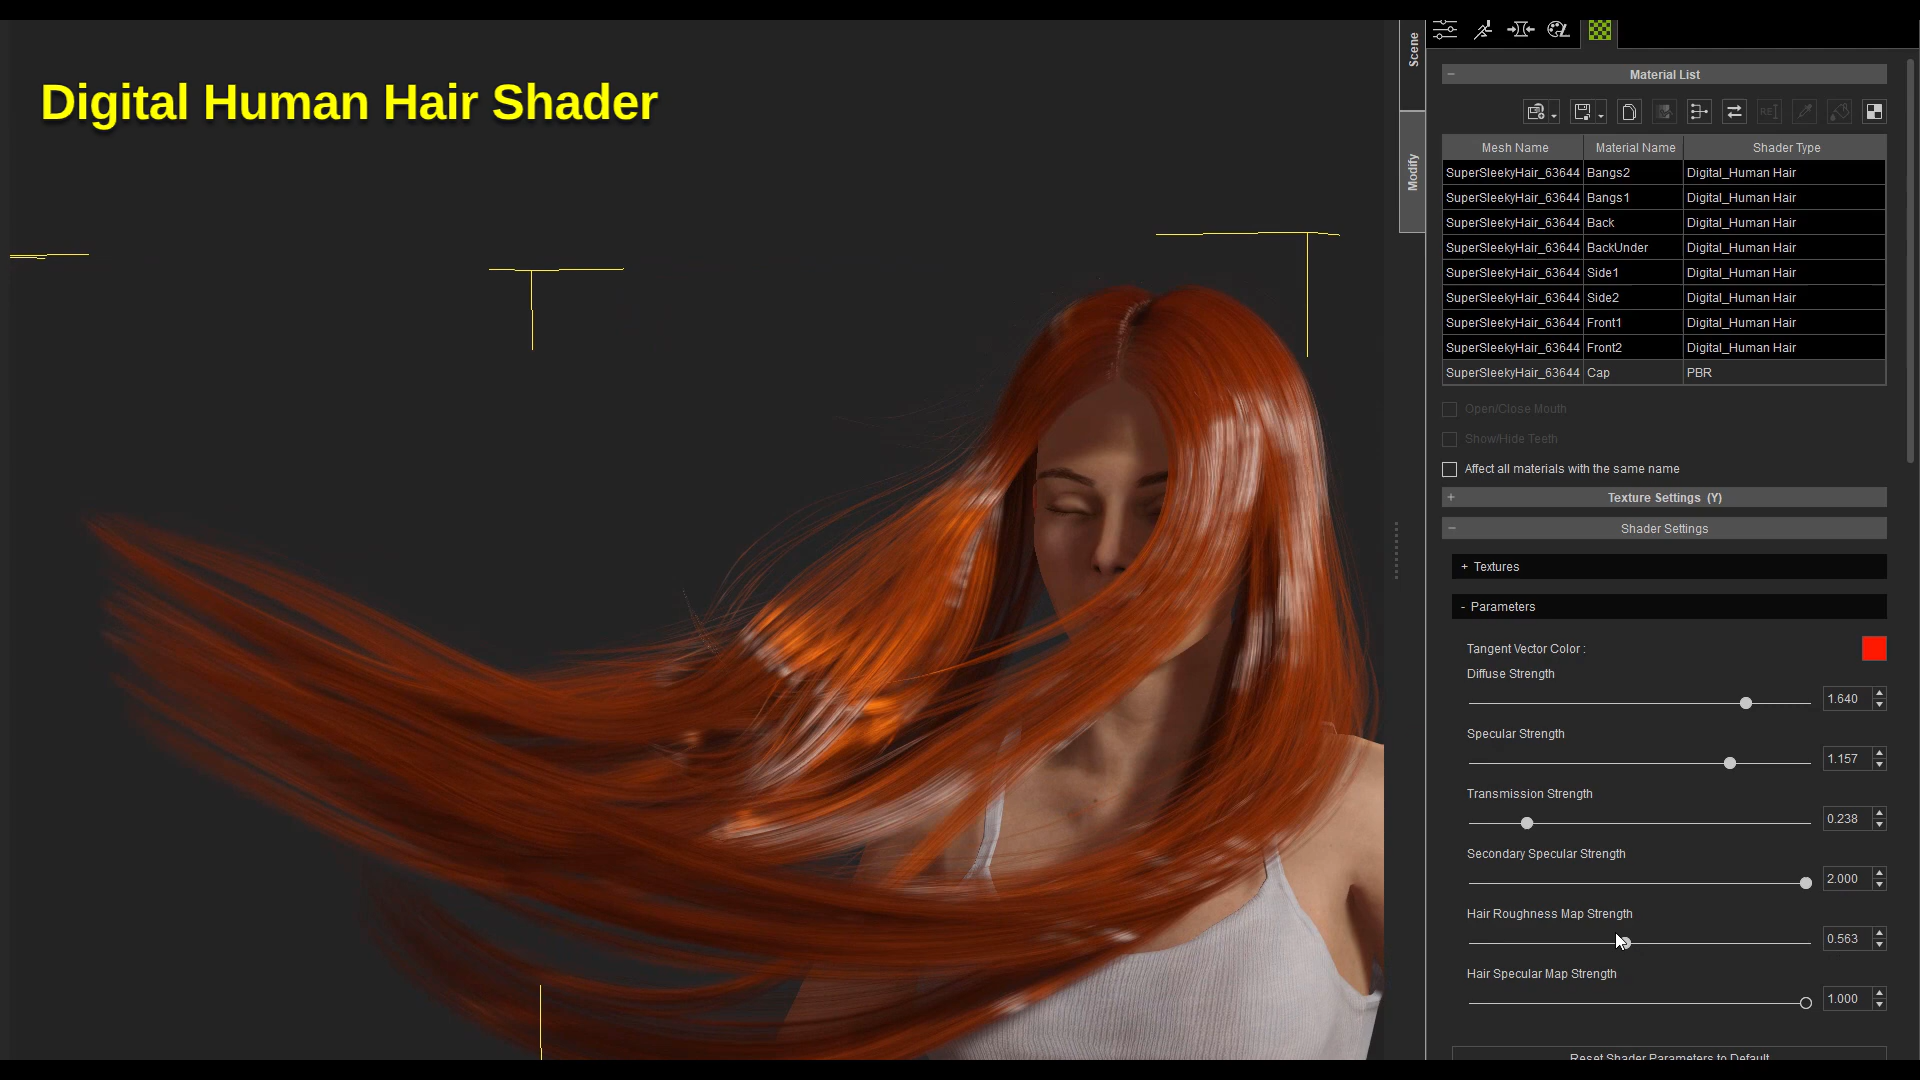 Digital Human Hair Shader
Scene
Modify
Material List
Mesh Name Material Name Shader Type
SuperSleekyHair_63644 Bangs2 Digital_Human Hair
SuperSleekyHair_63644 Bangs1 Digital_Human Hair
SuperSleekyHair_63644 Back Digital_Human Hair
SuperSleekyHair_63644 BackUnder Digital_Human Hair
SuperSleekyHair_63644 Side1 Digital_Human Hair
SuperSleekyHair_63644 Side2 Digital_Human Hair
SuperSleekyHair_63644 Front1 Digital_Human Hair
SuperSleekyHair_63644 Front2 Digital_Human Hair
SuperSleekyHair_63644 Cap PBR
Open/Close Mouth
Show/Hide Teeth
Affect all materials with the same name
+ Texture Settings (Y)
- Shader Settings
+ Textures
- Parameters
Tangent Vector Color :
Diffuse Strength
1.640
Specular Strength
1.157
Transmission Strength
0.238
Secondary Specular Strength
2.000
Hair Roughness Map Strength
0.563
Hair Specular Map Strength
1.000
Reset Shader Parameters to Default